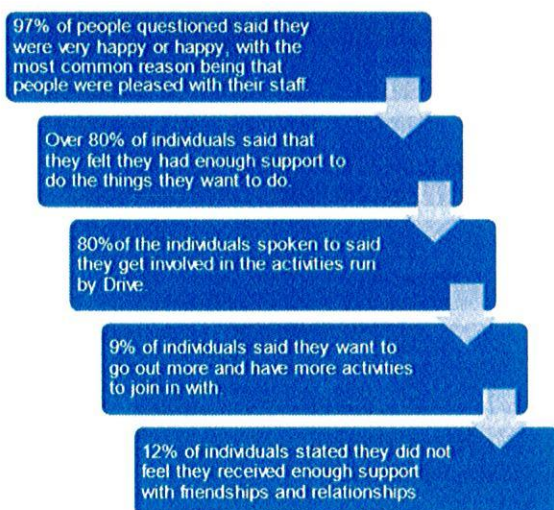 97% of people questioned said they
were very happy or happy, with the
most common reason being that
people were pleased with their staff.
Over 80% of individuals said that
they felt they had enough support to
do the things they want to do.
80%of the individuals spoken to said
they get involved in the activities run
by Drive.
9% of individuals said they want to
go out more and have more activities
to join in with.
12% of individuals stated they did not
feel they received enough support
with friendships and relationships.